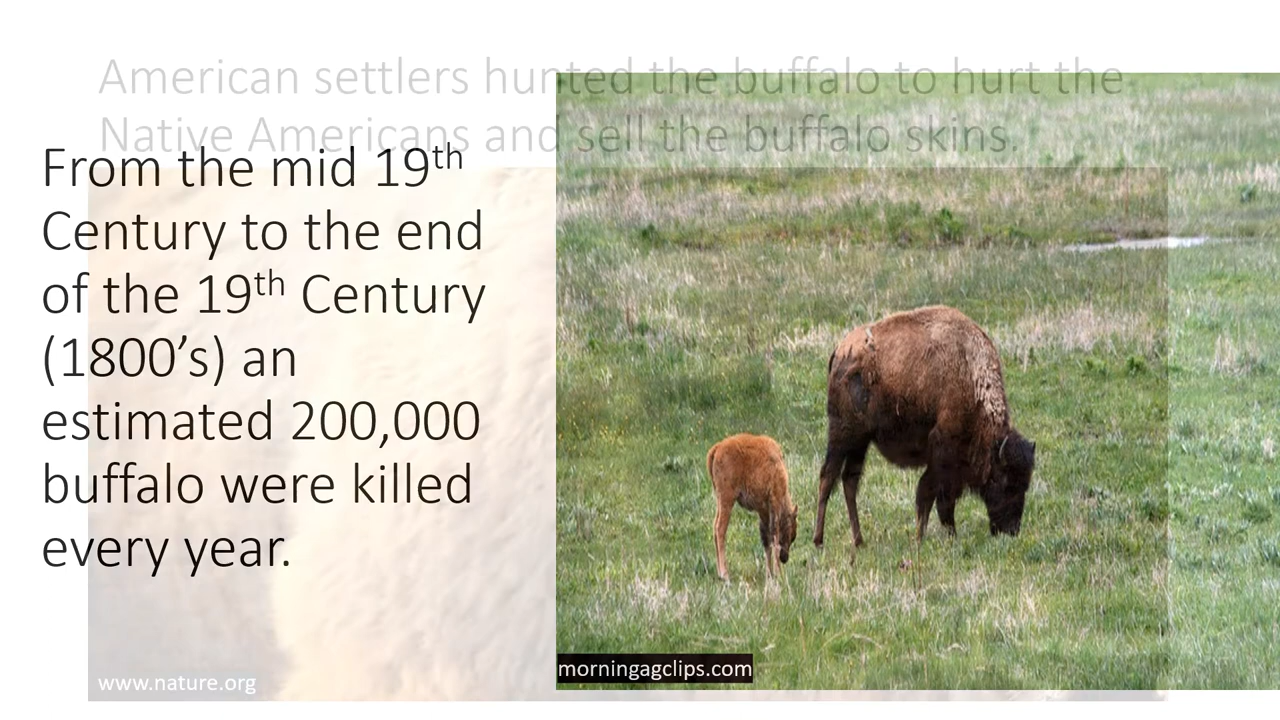 American settlers hunted the buffalo to hurt the
Native Americans and sell the buffalo skins.
From the mid 19th
Century to the end
of the 19th Century
(1800’s) an
estimated 200,000
buffalo were killed
every year.
morningagclips.com
www.nature.org